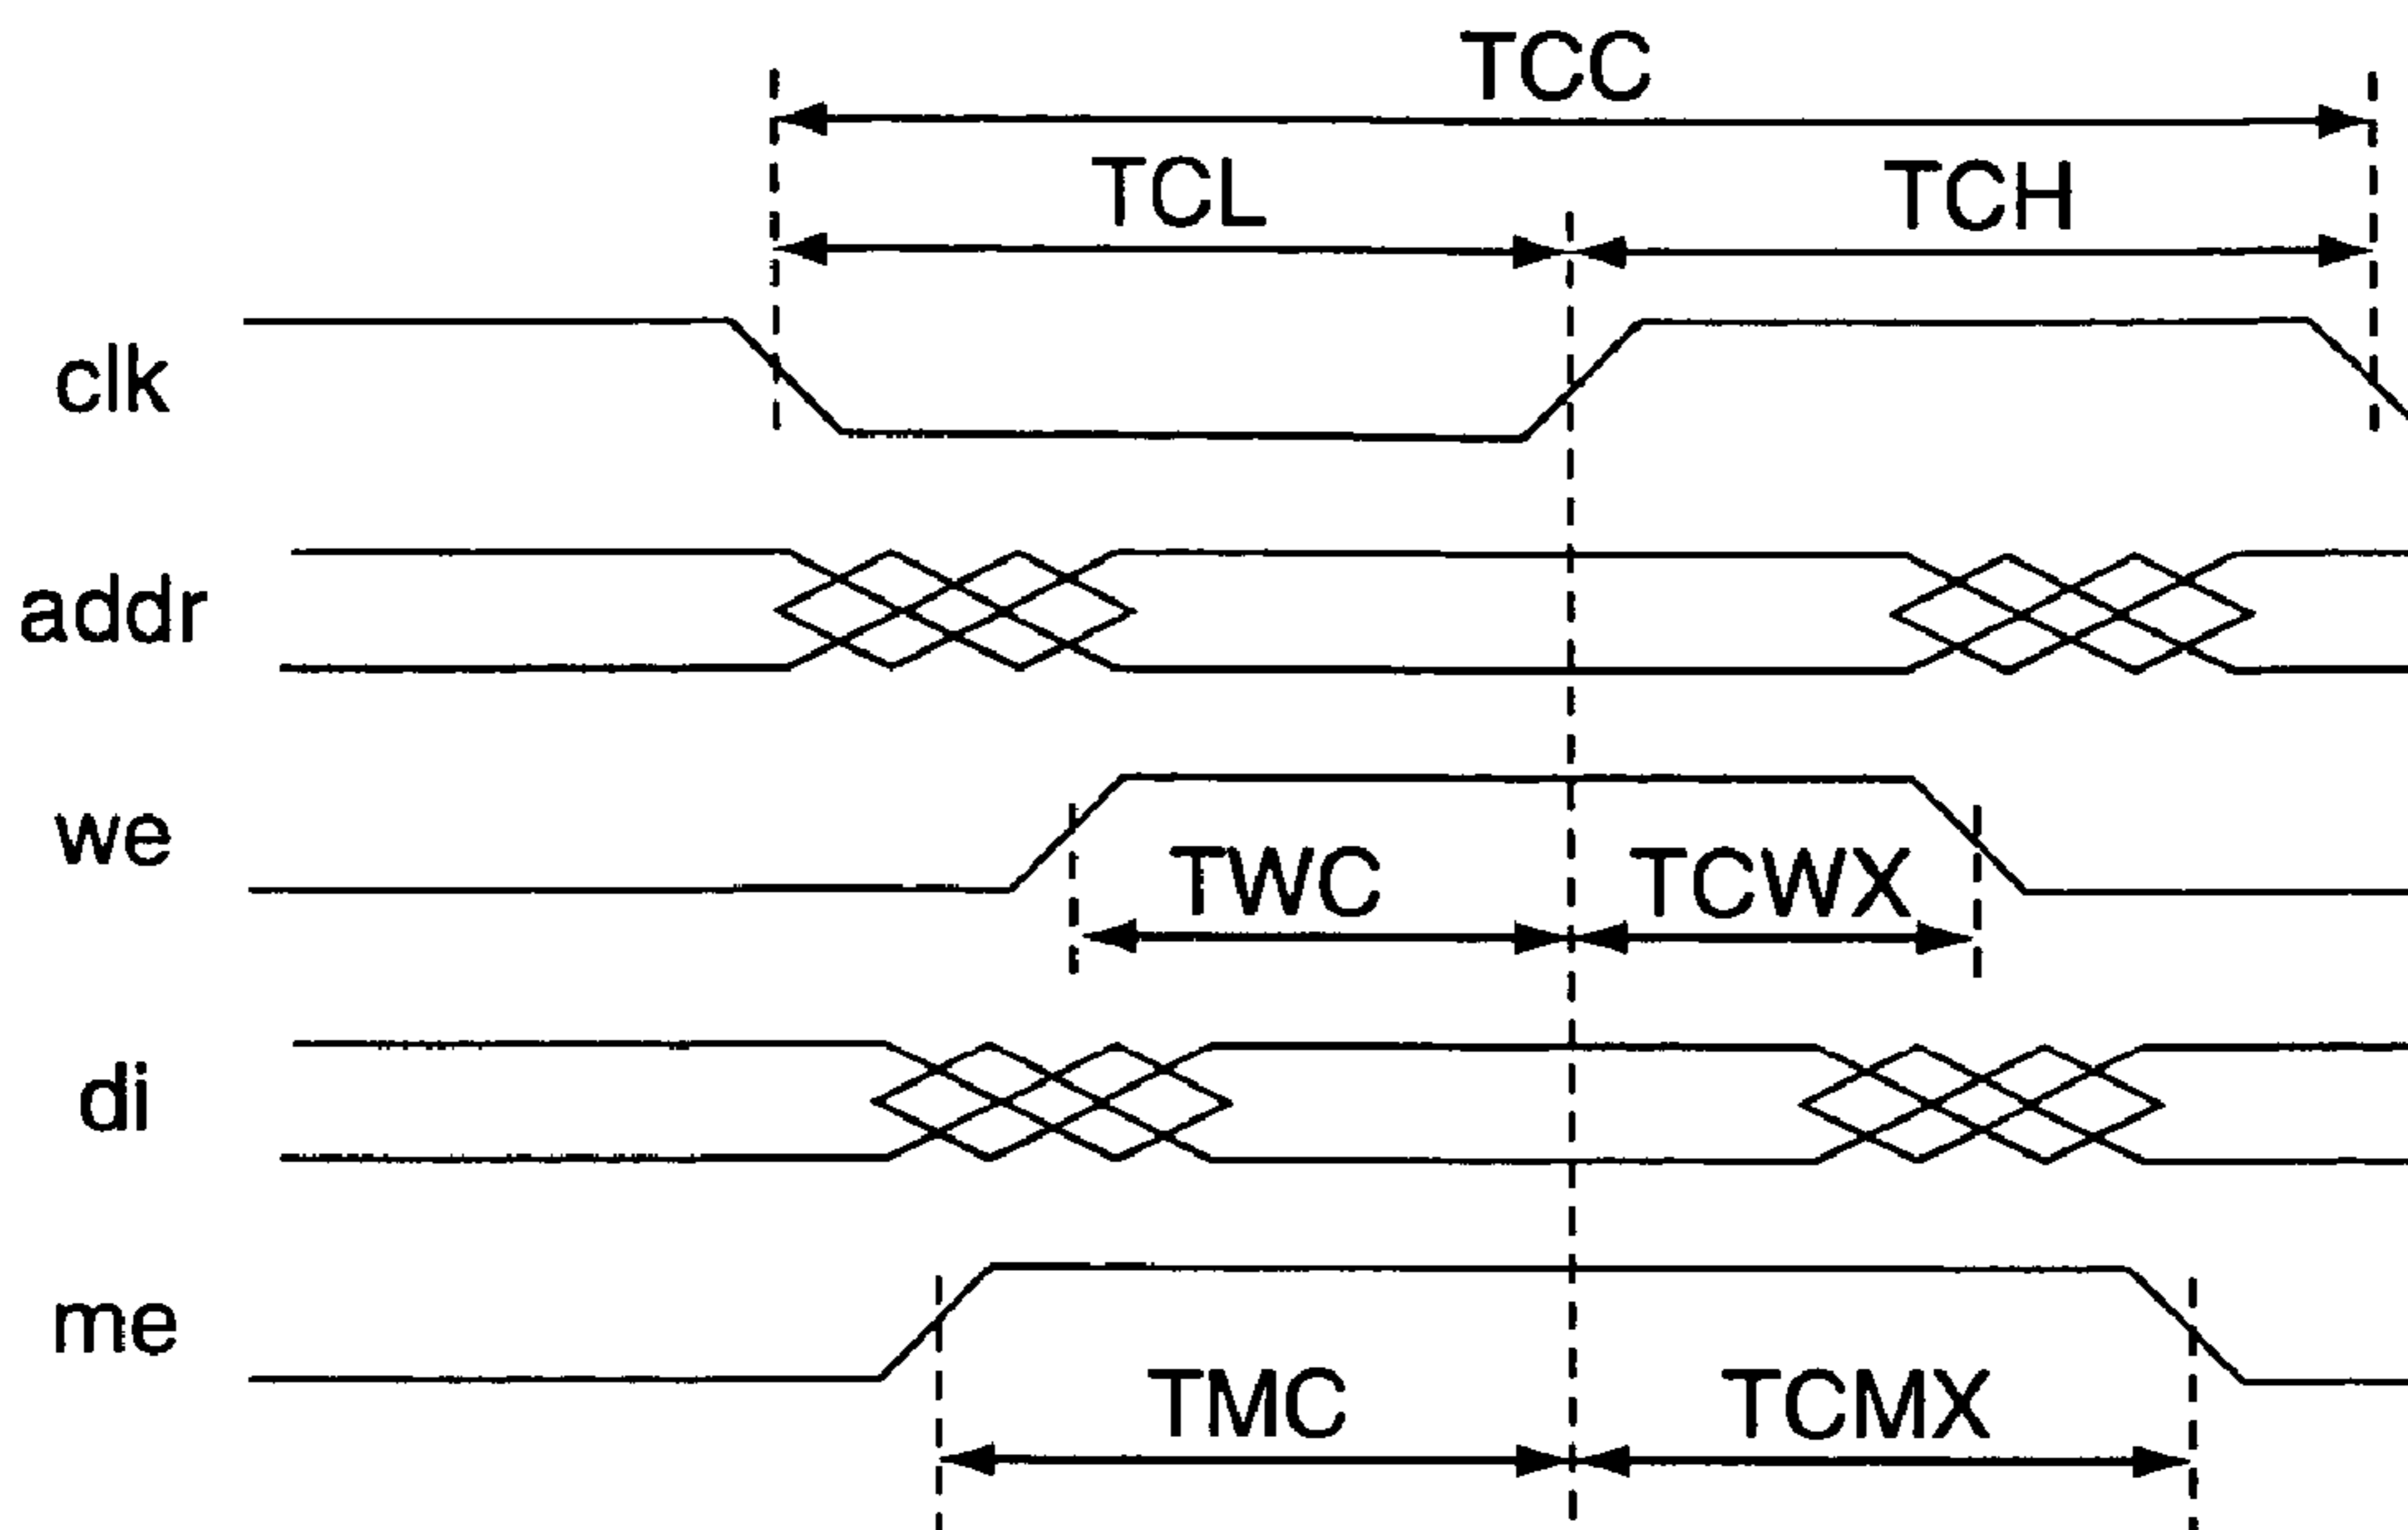 TCC
TCL TCH
clk
addr
we
TWC TCWX
di
me
TMC TCMX